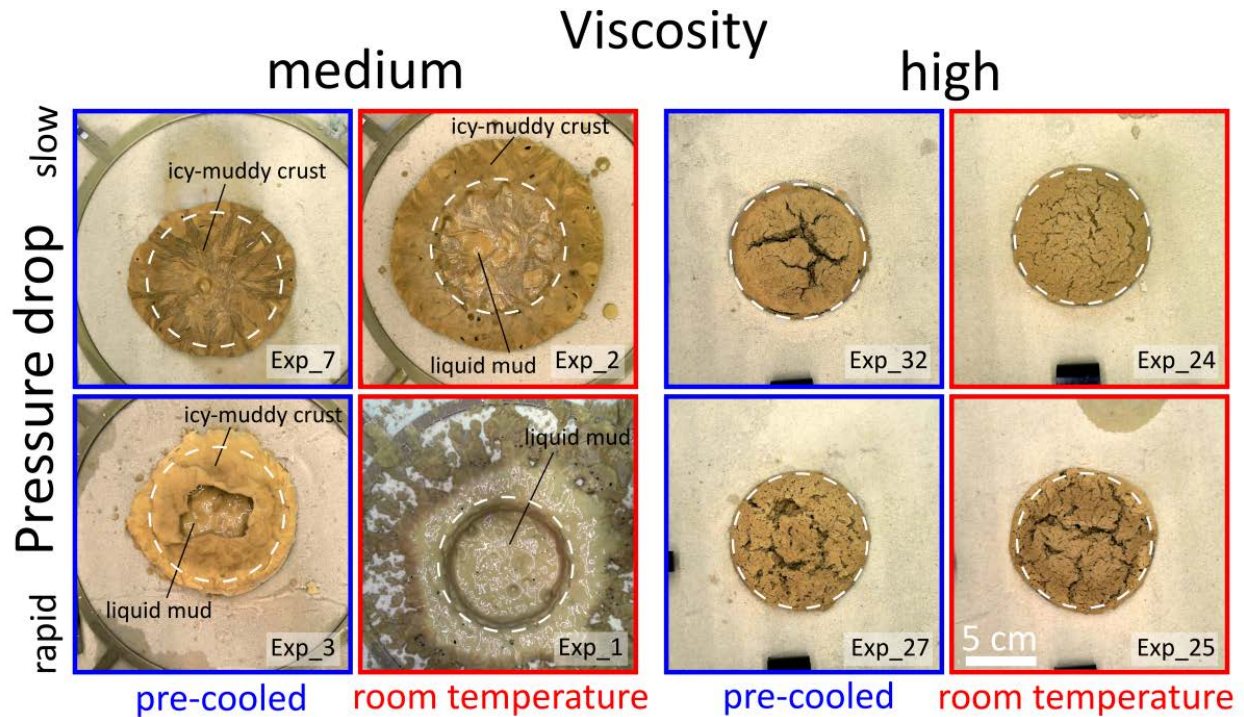 Viscosity
medium
high
Pressure drop
slow
rapid
icy-muddy crust
Exp_7
icy-muddy crust
liquid mud
Exp_2
Exp_32
Exp_24
icy-muddy crust
liquid mud
Exp_3
liquid mud
Exp_1
Exp_27
5 cm
Exp_25
pre-cooled
room temperature
pre-cooled
room temperature